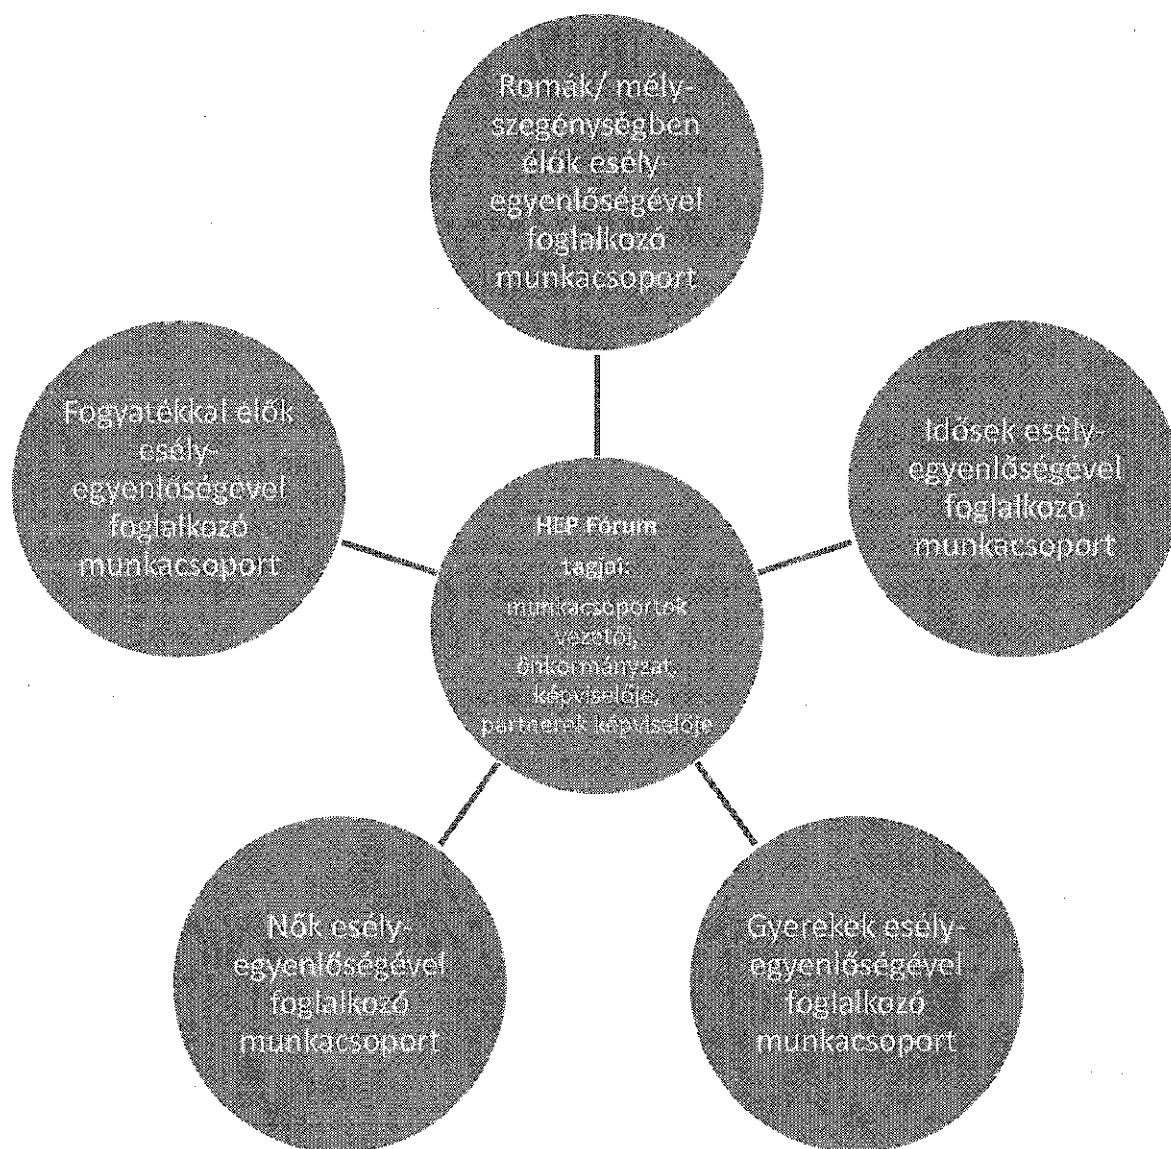 Romák/ mély-
szegénységben
élők esély-
egyenlőségével
foglalkozó
munkacsoport
Fogyatékkal élők
esély-
egyenlőségével
foglalkozó
munkacsoport
Idősek esély-
egyenlőségével
foglalkozó
munkacsoport
HEP Fórum
tagjai:
munkacsoportok
vezetői,
önkormányzat
képviselője,
partnerek képviselője
Nők esély-
egyenlőségével
foglalkozó
munkacsoport
Gyerekek esély-
egyenlőségével
foglalkozó
munkacsoport